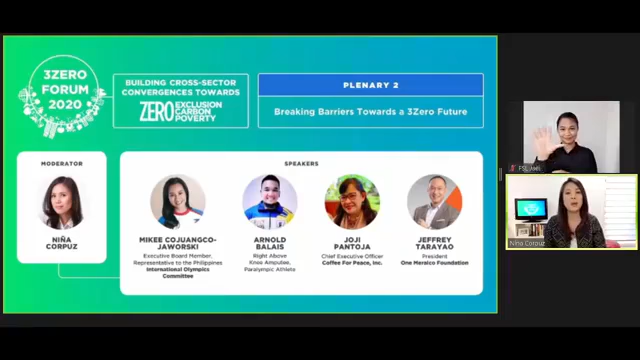 3ZERO
FORUM
2020
BUILDING CROSS-SECTOR
CONVERGENCES TOWARDS
ZERO
EXCLUSION
CARBON
POVERTY
PLENARY 2
Breaking Barriers Towards a 3Zero Future
MODERATOR
NIÑA
CORPUZ
SPEAKERS
MIKEE COJUANGCO-
JAWORSKI
Executive Board Member,
Representative to the Philippines
International Olympics
Committee
ARNOLD
BALAIS
Right Above
Knee Amputee,
Paralympic Athlete
JOJI
PANTOJA
Chief Executive Officer
Coffee For Peace, Inc.
JEFFREY
TARAYAO
President
One Meralco Foundation
Nina Corpuz